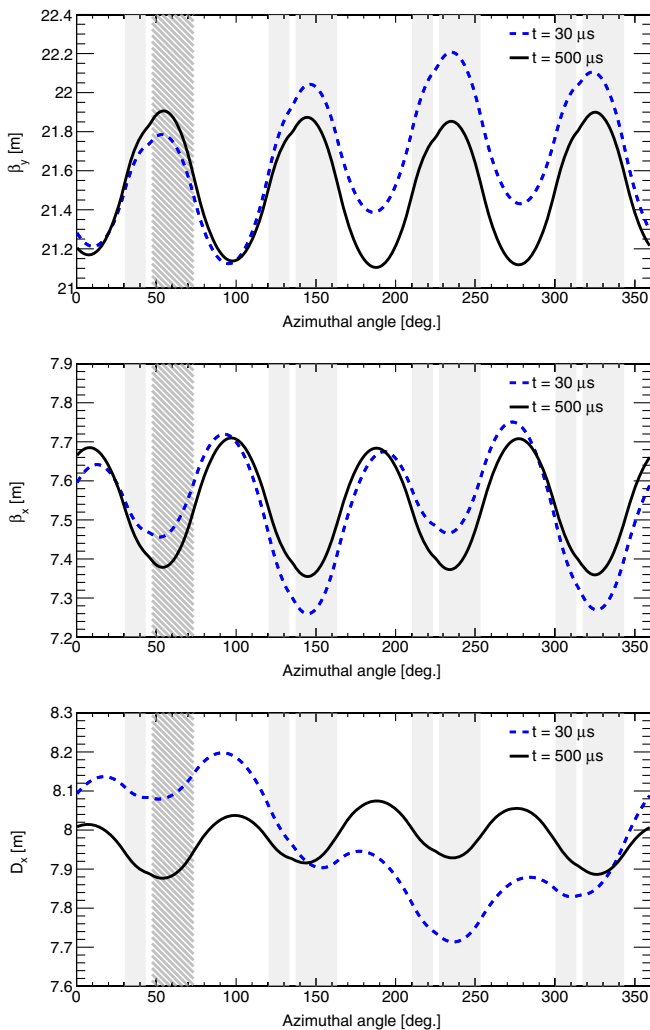 22.4
22.2
22
21.8
21.6
21.4
21.2
21
β_y [m]
t = 30 μs
t = 500 μs
0 50 100 150 200 250 300 350
Azimuthal angle [deg.]
7.9
7.8
7.7
7.6
7.5
7.4
7.3
7.2
β_x [m]
t = 30 μs
t = 500 μs
0 50 100 150 200 250 300 350
Azimuthal angle [deg.]
8.3
8.2
8.1
8
7.9
7.8
7.7
7.6
D_x [m]
t = 30 μs
t = 500 μs
0 50 100 150 200 250 300 350
Azimuthal angle [deg.]